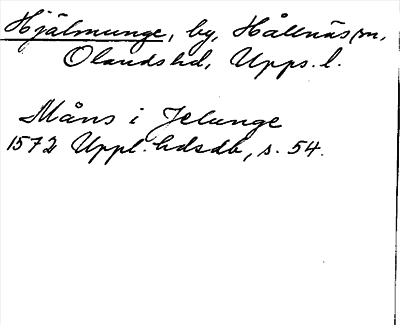 Hjälmunge, by, Hållnäs sn,
Olands hd, Upps. l.
Måns i Jelunge
1572 Uppl. hdsdb, s. 54.